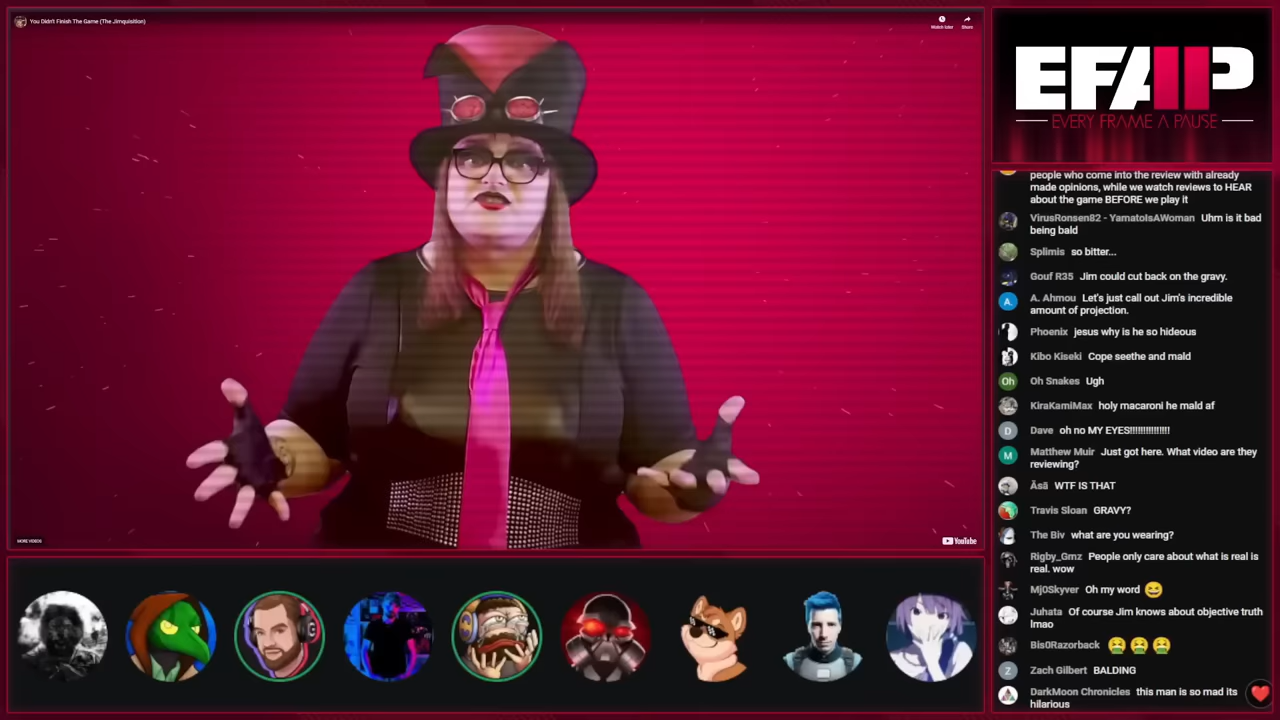 You Didn't Finish The Game (The Jimquisition)
Watch later
Share
MORE VIDEOS
YouTube
EFAP
EVERY FRAME A PAUSE
people who come into the review with already
made opinions, while we watch reviews to HEAR
about the game BEFORE we play it
VirusRonsen82 - YamatoIsAWoman Uhm is it bad
being bald
Splimis so bitter...
Gouf R35 Jim could cut back on the gravy.
A.
A. Ahmou Let's just call out Jim's incredible
amount of projection.
Phoenix jesus why is he so hideous
Kibo Kiseki Cope seethe and mald
Oh
Oh Snakes Ugh
KiraKamiMax holy macaroni he mald af
D
Dave oh no MY EYES!!!!!!!!!!!!!!!
M
Matthew Muir Just got here. What video are they
reviewing?
Äsä WTF IS THAT
Travis Sloan GRAVY?
The Biv what are you wearing?
Rigby_Gmz People only care about what is real is
real. wow
Mj0Skyver Oh my word 😆
Juhata Of course Jim knows about objective truth
lmao
Bis0Razorback 🤮🤮🤮
Z
Zach Gilbert BALDING
DarkMoon Chronicles this man is so mad its
hilarious